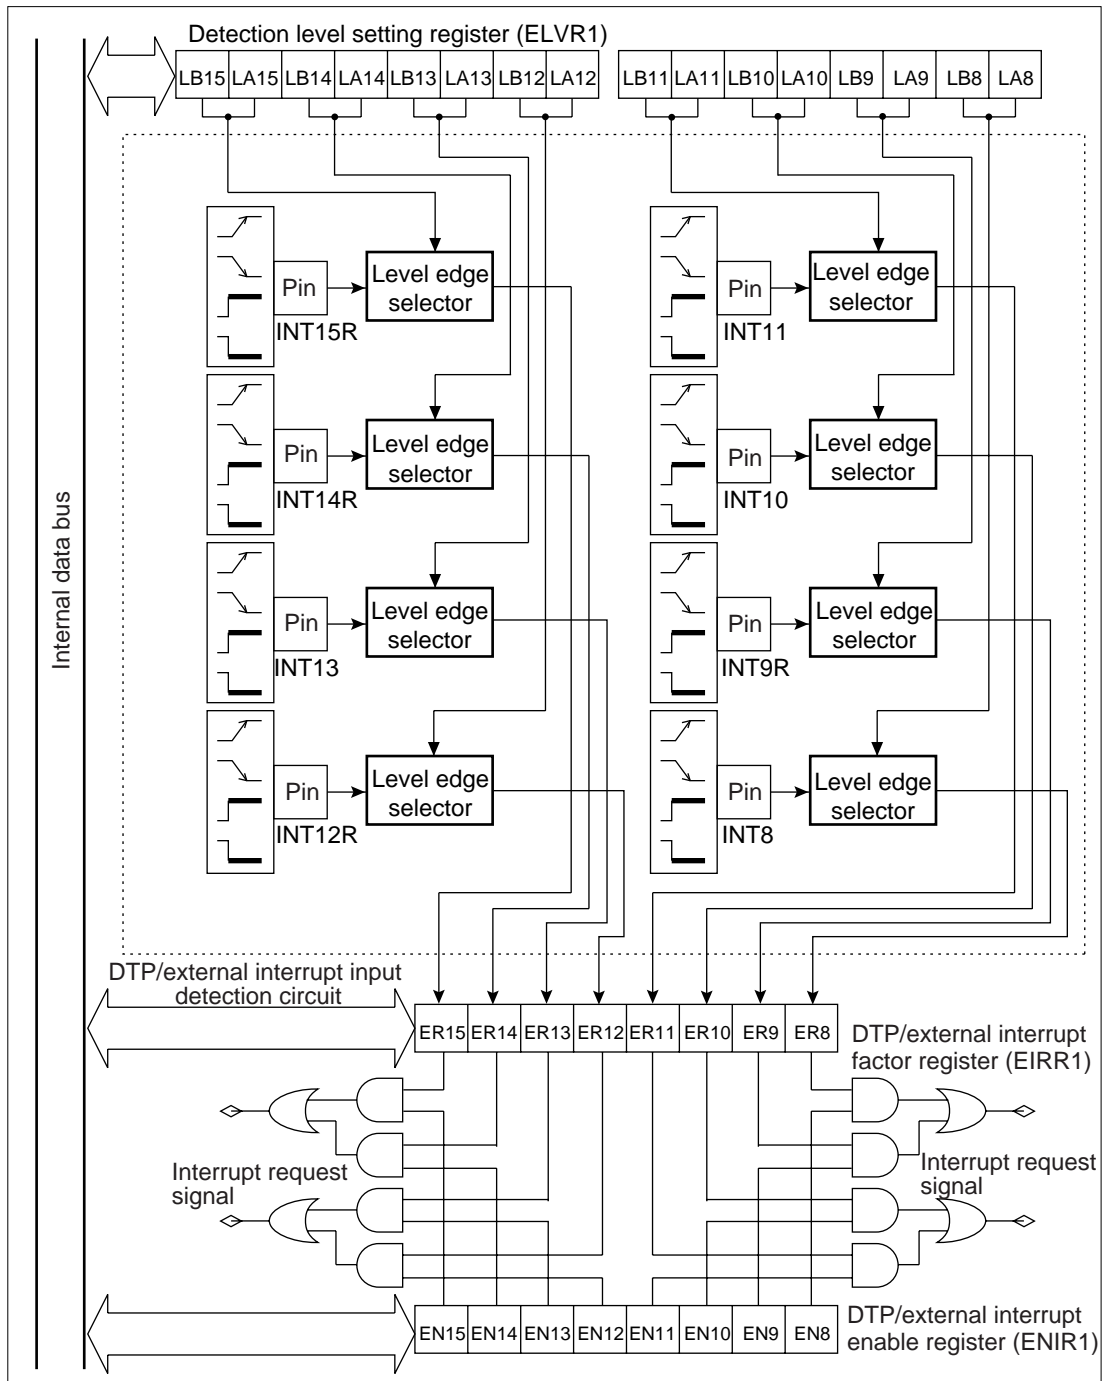 Detection level setting register (ELVR1)
LB15 LA15 LB14 LA14 LB13 LA13 LB12 LA12
LB11 LA11 LB10 LA10 LB9 LA9 LB8 LA8
Internal data bus
Pin
Level edge
selector
INT15R
Pin
Level edge
selector
INT11
Pin
Level edge
selector
INT14R
Pin
Level edge
selector
INT10
Pin
Level edge
selector
INT13
Pin
Level edge
selector
INT9R
Pin
Level edge
selector
INT12R
Pin
Level edge
selector
INT8
DTP/external interrupt input
detection circuit
ER15 ER14 ER13 ER12 ER11 ER10 ER9 ER8
DTP/external interrupt
factor register (EIRR1)
Interrupt request
signal
Interrupt request
signal
EN15 EN14 EN13 EN12 EN11 EN10 EN9 EN8
DTP/external interrupt
enable register (ENIR1)